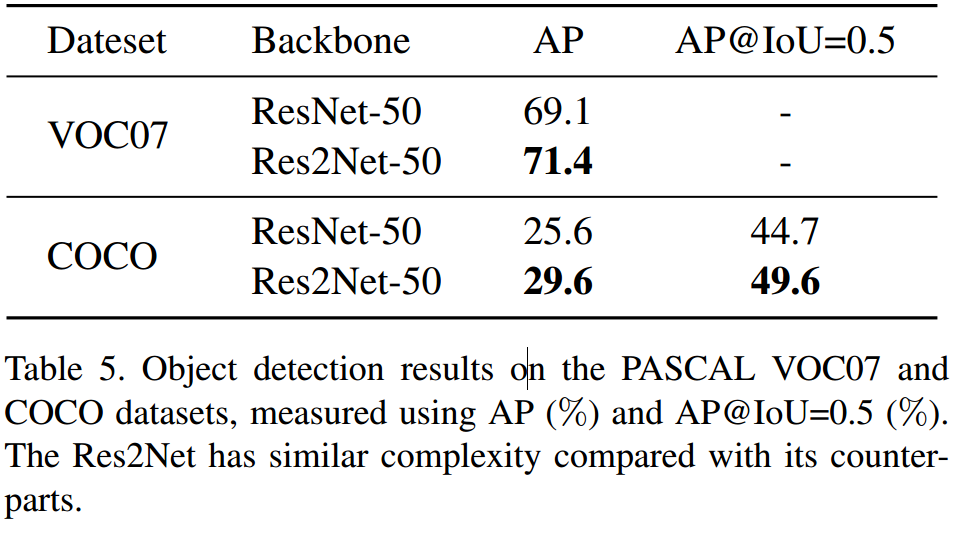 Dateset Backbone AP AP@IoU=0.5
VOC07
ResNet-50 69.1 -
Res2Net-50 71.4 -
COCO
ResNet-50 25.6 44.7
Res2Net-50 29.6 49.6
Table 5. Object detection results on the PASCAL VOC07 and
COCO datasets, measured using AP (%) and AP@IoU=0.5 (%).
The Res2Net has similar complexity compared with its counter-
parts.